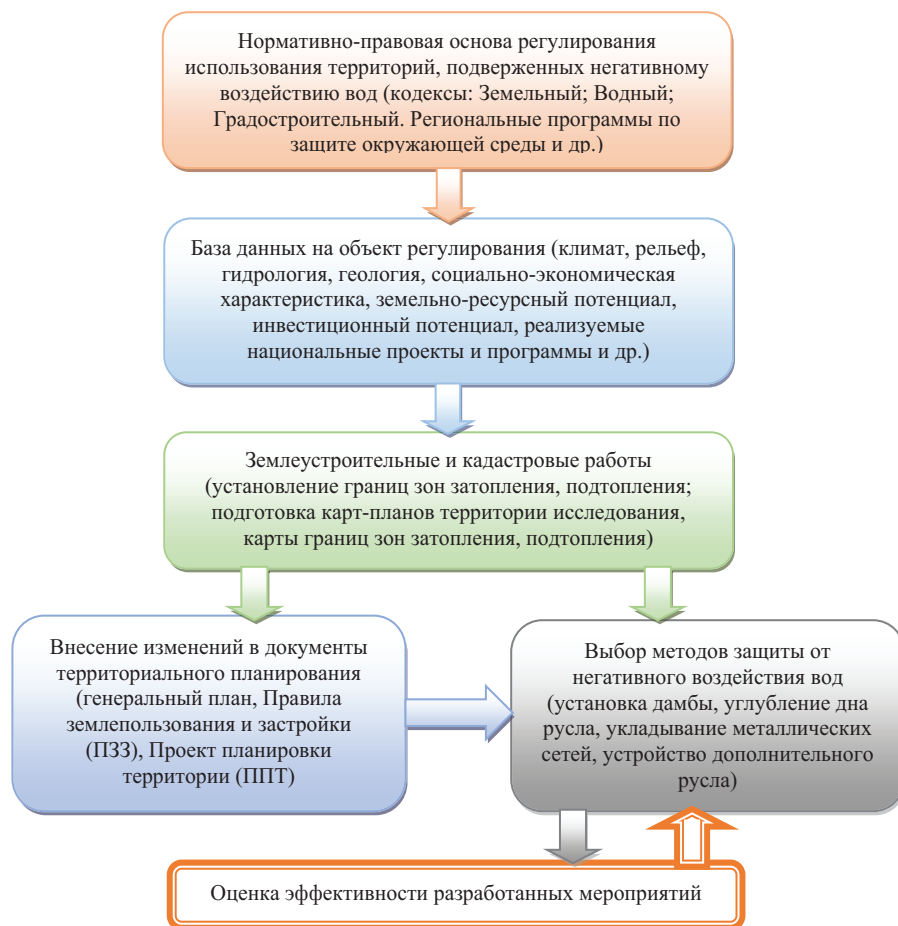 Нормативно-правовая основа регулирования
использования территорий, подверженных негативному
воздействию вод (кодексы: Земельный; Водный;
Градостроительный. Региональные программы по
защите окружающей среды и др.)
База данных на объект регулирования (климат, рельеф,
гидрология, геология, социально-экономическая
характеристика, земельно-ресурсный потенциал,
инвестиционный потенциал, реализуемые
национальные проекты и программы и др.)
Землеустроительные и кадастровые работы
(установление границ зон затопления, подтопления;
подготовка карт-планов территории исследования,
карты границ зон затопления, подтопления)
Внесение изменений в документы
территориального планирования
(генеральный план, Правила
землепользования и застройки
(ПЗЗ), Проект планировки
территории (ППТ)
Выбор методов защиты от
негативного воздействия вод
(установка дамбы, углубление дна
русла, укладывание металлических
сетей, устройство дополнительного
русла)
Оценка эффективности разработанных мероприятий